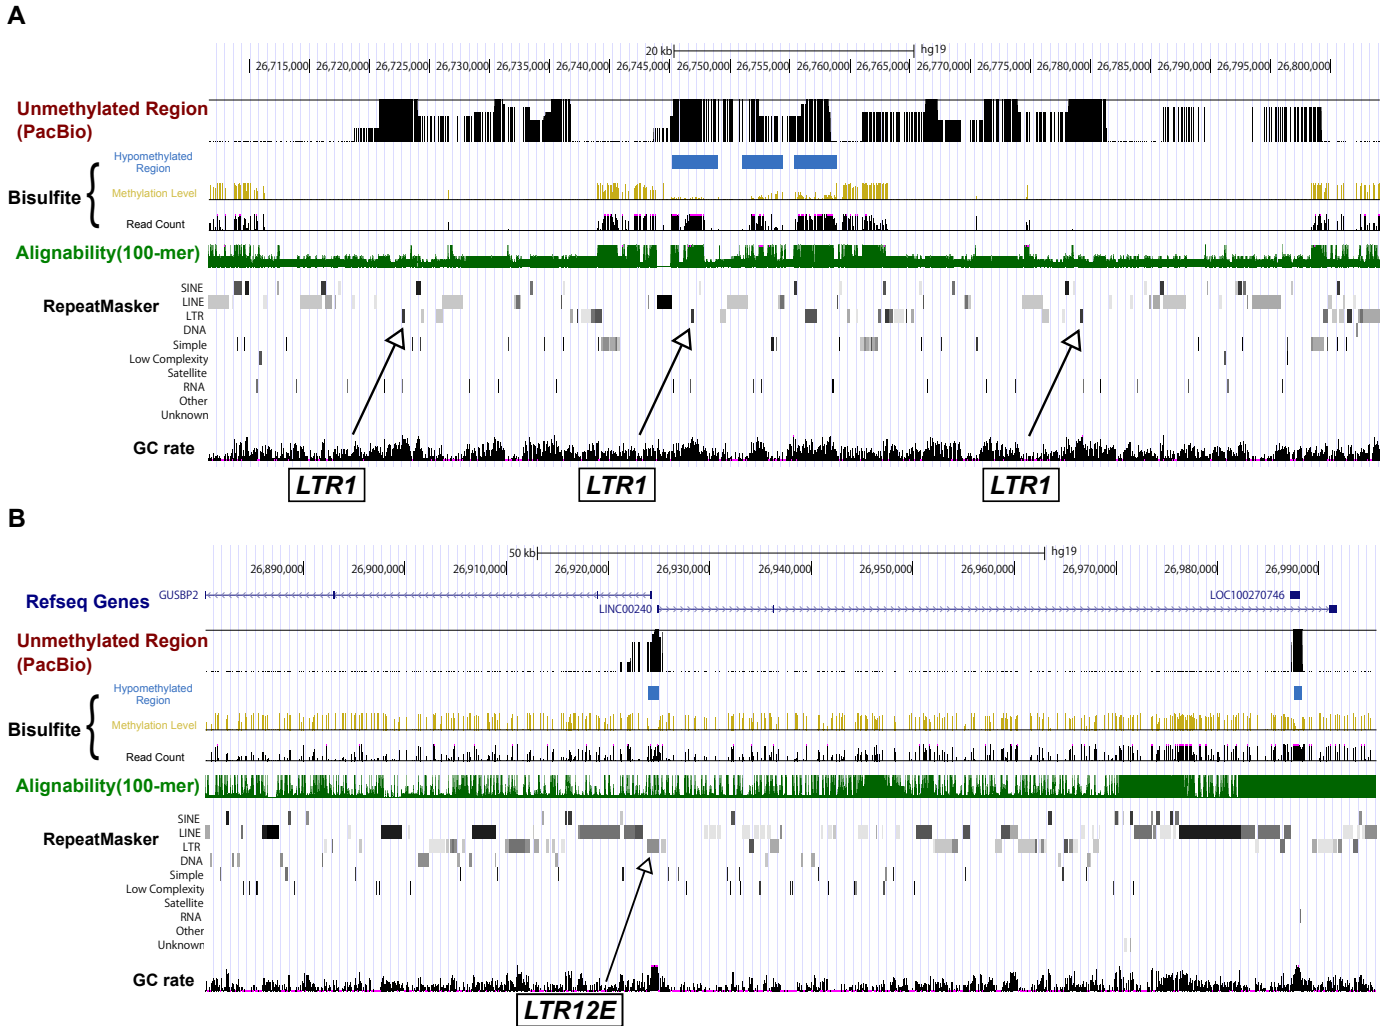 A
20 kb
hg19
26,715,000 26,720,000 26,725,000 26,730,000 26,735,000 26,740,000 26,745,000 26,750,000 26,755,000 26,760,000 26,765,000 26,770,000 26,775,000 26,780,000 26,785,000 26,790,000 26,795,000 26,800,000
Unmethylated Region
(PacBio)
Hypomethylated
Region
Bisulfite {
Methylation Level
Read Count
Alignability(100-mer)
RepeatMasker
SINE
LINE
LTR
DNA
Simple
Low Complexity
Satellite
RNA
Other
Unknown
GC rate
LTR1 LTR1 LTR1
B
50 kb
hg19
26,890,000 26,900,000 26,910,000 26,920,000 26,930,000 26,940,000 26,950,000 26,960,000 26,970,000 26,980,000 26,990,000
Refseq Genes
GUSBP2
LINC00240
LOC100270746
Unmethylated Region
(PacBio)
Hypomethylated
Region
Bisulfite {
Methylation Level
Read Count
Alignability(100-mer)
RepeatMasker
SINE
LINE
LTR
DNA
Simple
Low Complexity
Satellite
RNA
Other
Unknown
GC rate
LTR12E